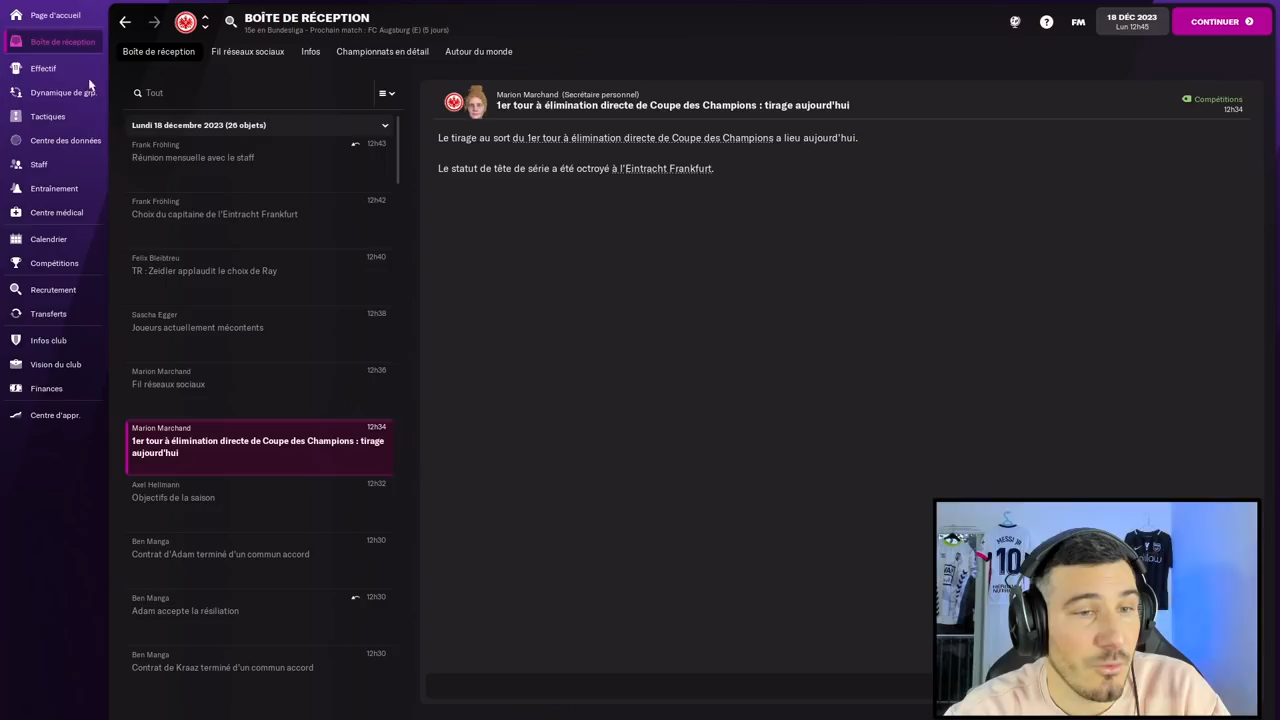 Page d'accueil
Boîte de réception
Effectif
Dynamique de grp.
Tactiques
Centre des données
Staff
Entraînement
Centre médical
Calendrier
Compétitions
Recrutement
Transferts
Infos club
Vision du club
Finances
Centre d'appr.
BOÎTE DE RÉCEPTION
15e en Bundesliga - Prochain match : FC Augsburg (E) (5 jours)
FM
18 DÉC 2023
Lun 12h45
CONTINUER
Boîte de réception
Fil réseaux sociaux
Infos
Championnats en détail
Autour du monde
Tout
Lundi 18 décembre 2023 (26 objets)
Frank Fröhling 12h43
Réunion mensuelle avec le staff
Frank Fröhling 12h42
Choix du capitaine de l'Eintracht Frankfurt
Felix Bleibtreu 12h40
TR : Zeidler applaudit le choix de Ray
Sascha Egger 12h38
Joueurs actuellement mécontents
Marion Marchand 12h36
Fil réseaux sociaux
Marion Marchand 12h34
1er tour à élimination directe de Coupe des Champions : tirage
aujourd'hui
Axel Hellmann 12h32
Objectifs de la saison
Ben Manga 12h30
Contrat d'Adam terminé d'un commun accord
Ben Manga 12h30
Adam accepte la résiliation
Ben Manga 12h30
Contrat de Kraaz terminé d'un commun accord
Marion Marchand (Secrétaire personnel)
1er tour à élimination directe de Coupe des Champions : tirage aujourd'hui
Compétitions
12h34
Le tirage au sort du 1er tour à élimination directe de Coupe des Champions a lieu aujourd'hui.
Le statut de tête de série a été octroyé à l'Eintracht Frankfurt.
MESSI JR
10